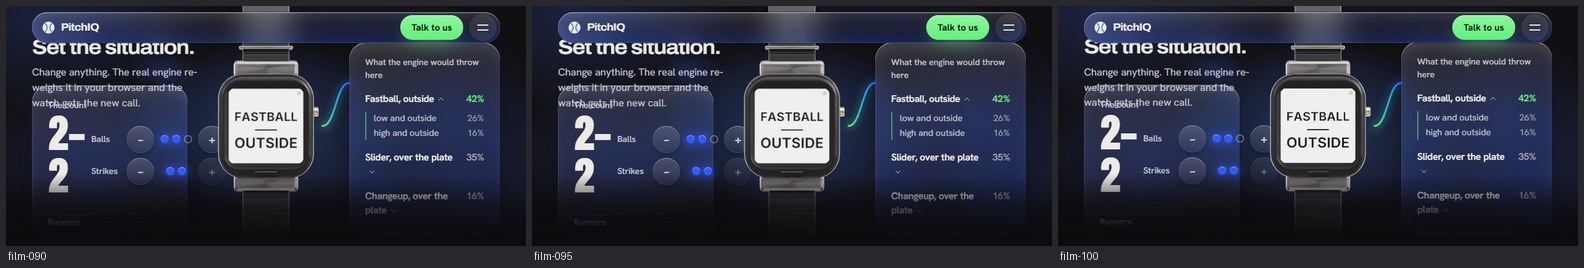 PitchIQ
Talk to us
Set the situation.
Change anything. The real engine re-
weighs it in your browser and the
watch gets the new call.
The count
2-
2
Balls
−
+
Strikes
−
+
Runners
FASTBALL
OUTSIDE
What the engine would throw
here
Fastball, outside 42%
low and outside 26%
high and outside 16%
Slider, over the plate 35%
Changeup, over the 16%
plate
film-090
PitchIQ
Talk to us
Set the situation.
Change anything. The real engine re-
weighs it in your browser and the
watch gets the new call.
The count
2-
2
Balls
−
+
Strikes
−
+
Runners
FASTBALL
OUTSIDE
What the engine would throw
here
Fastball, outside 42%
low and outside 26%
high and outside 16%
Slider, over the plate 35%
Changeup, over the 16%
plate
film-095
PitchIQ
Talk to us
Set the situation.
Change anything. The real engine re-
weighs it in your browser and the
watch gets the new call.
The count
2-
2
Balls
−
+
Strikes
−
+
Runners
FASTBALL
OUTSIDE
What the engine would throw
here
Fastball, outside 42%
low and outside 26%
high and outside 16%
Slider, over the plate 35%
Changeup, over the 16%
plate
film-100